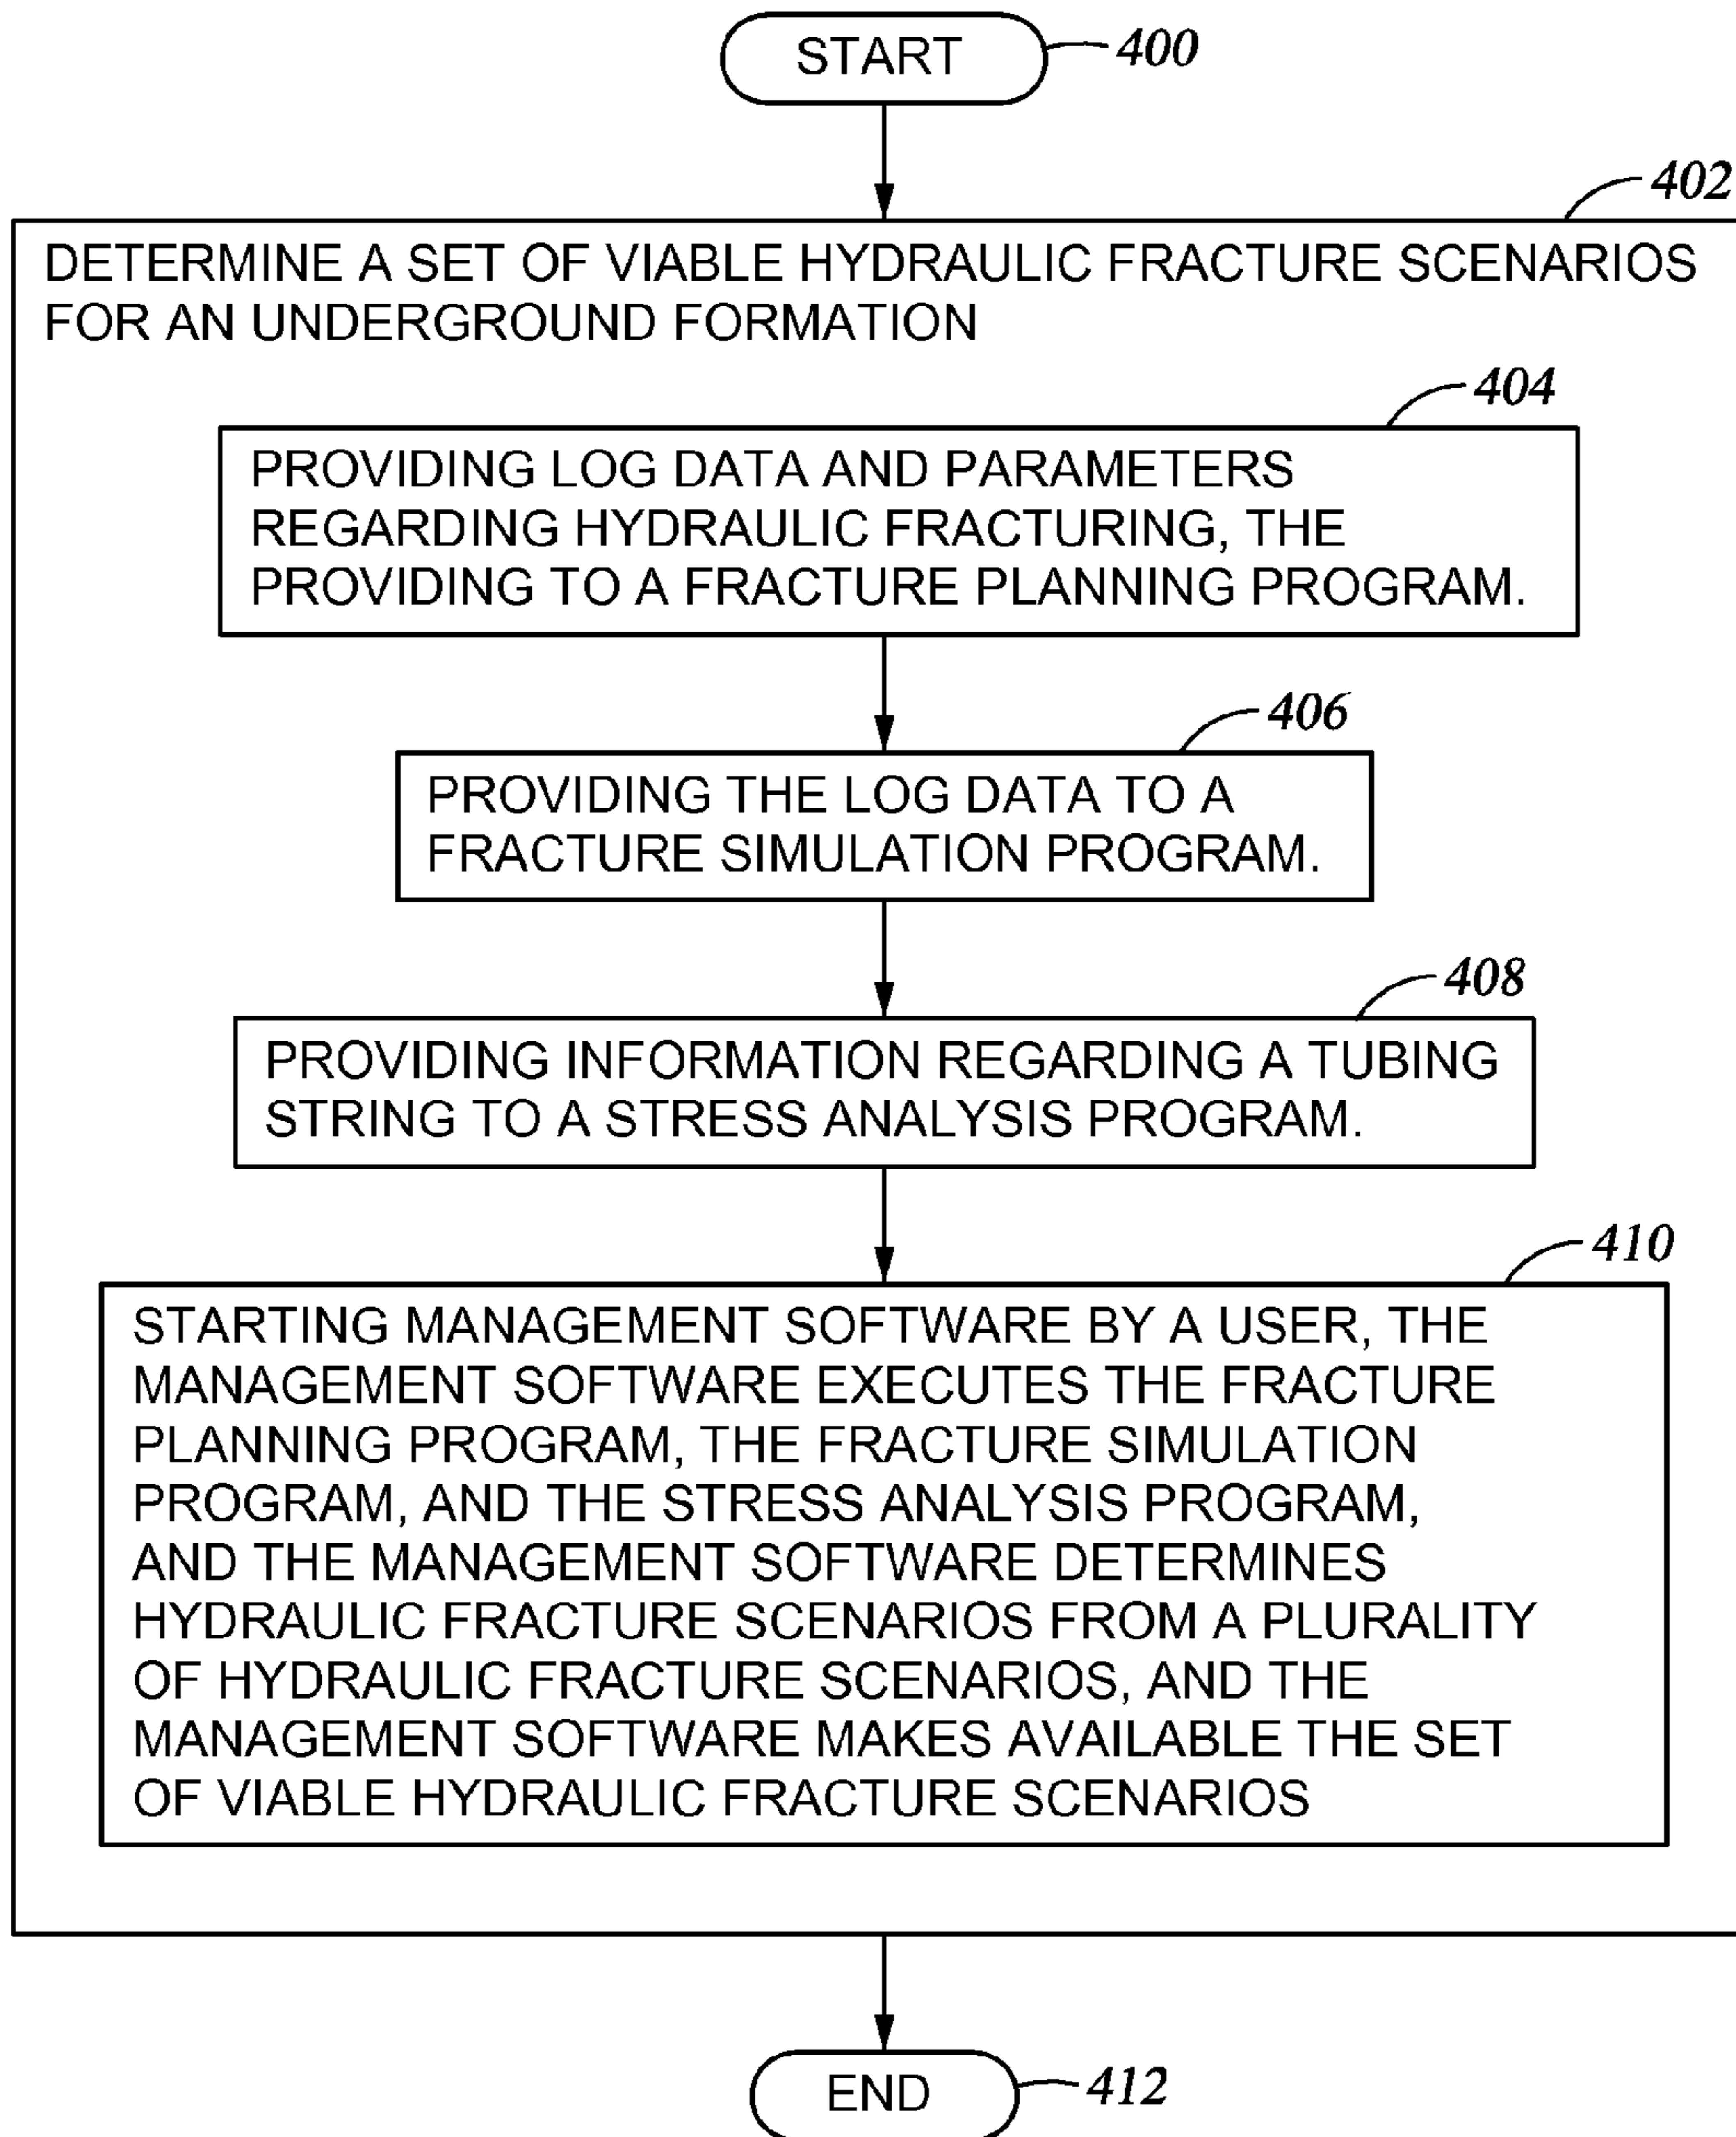 START
400
402
DETERMINE A SET OF VIABLE HYDRAULIC FRACTURE SCENARIOS
FOR AN UNDERGROUND FORMATION
404
PROVIDING LOG DATA AND PARAMETERS
REGARDING HYDRAULIC FRACTURING, THE
PROVIDING TO A FRACTURE PLANNING PROGRAM.
406
PROVIDING THE LOG DATA TO A
FRACTURE SIMULATION PROGRAM.
408
PROVIDING INFORMATION REGARDING A TUBING
STRING TO A STRESS ANALYSIS PROGRAM.
410
STARTING MANAGEMENT SOFTWARE BY A USER, THE
MANAGEMENT SOFTWARE EXECUTES THE FRACTURE
PLANNING PROGRAM, THE FRACTURE SIMULATION
PROGRAM, AND THE STRESS ANALYSIS PROGRAM,
AND THE MANAGEMENT SOFTWARE DETERMINES
HYDRAULIC FRACTURE SCENARIOS FROM A PLURALITY
OF HYDRAULIC FRACTURE SCENARIOS, AND THE
MANAGEMENT SOFTWARE MAKES AVAILABLE THE SET
OF VIABLE HYDRAULIC FRACTURE SCENARIOS
END
412